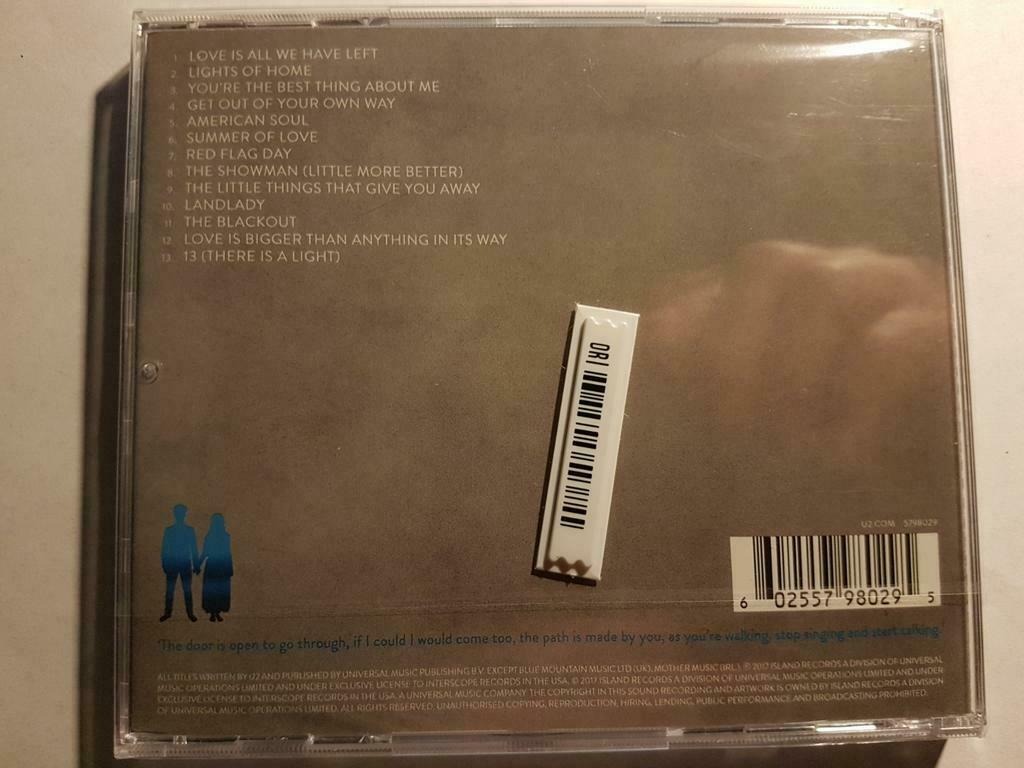 1. LOVE IS ALL WE HAVE LEFT
2. LIGHTS OF HOME
3. YOU'RE THE BEST THING ABOUT ME
4. GET OUT OF YOUR OWN WAY
5. AMERICAN SOUL
6. SUMMER OF LOVE
7. RED FLAG DAY
8. THE SHOWMAN (LITTLE MORE BETTER)
9. THE LITTLE THINGS THAT GIVE YOU AWAY
10. LANDLADY
11. THE BLACKOUT
12. LOVE IS BIGGER THAN ANYTHING IN ITS WAY
13. 13 (THERE IS A LIGHT)
DRI
U2.COM 5798029
6 02557 98029 5
'The door is open to go through, if I could I would come too, the path is made by you, as you're walking, stop singing and start talking'
ALL TITLES WRITTEN BY U2 AND PUBLISHED BY UNIVERSAL MUSIC PUBLISHING B.V. EXCEPT BLUE MOUNTAIN MUSIC LTD (UK), MOTHER MUSIC (IRL). ℗ 2017 ISLAND RECORDS A DIVISION OF UNIVERSAL
MUSIC OPERATIONS LIMITED AND UNDER EXCLUSIVE LICENSE TO INTERSCOPE RECORDS IN THE USA. © 2017 ISLAND RECORDS A DIVISION OF UNIVERSAL MUSIC OPERATIONS LIMITED AND UNDER
EXCLUSIVE LICENSE TO INTERSCOPE RECORDS IN THE USA. A UNIVERSAL MUSIC COMPANY. THE COPYRIGHT IN THIS SOUND RECORDING AND ARTWORK IS OWNED BY ISLAND RECORDS A DIVISION
OF UNIVERSAL MUSIC OPERATIONS LIMITED. ALL RIGHTS RESERVED. UNAUTHORISED COPYING, REPRODUCTION, HIRING, LENDING, PUBLIC PERFORMANCE AND BROADCASTING PROHIBITED.